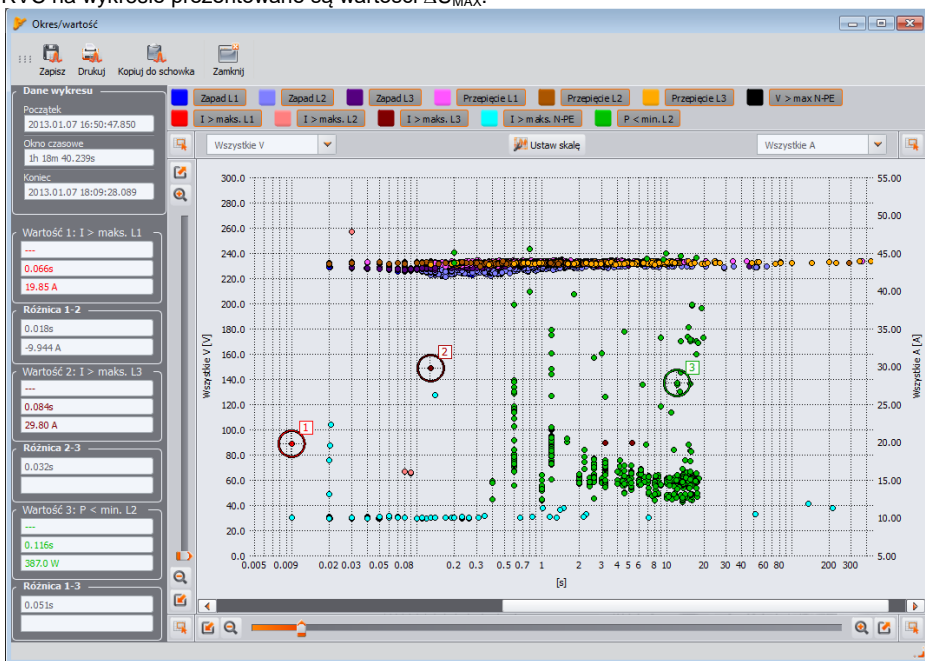 RVC na wykresie prezentowane są wartości ΔUMAX.
Okres/wartość
Zapisz Drukuj Kopiuj do schowka Zamknij
Dane wykresu
Początek
2013.01.07 16:50:47.850
Okno czasowe
1h 18m 40.239s
Koniec
2013.01.07 18:09:28.089
Wartość 1: I > maks. L1
---
0.066s
19.85 A
Różnica 1-2
0.018s
-9.944 A
Wartość 2: I > maks. L3
---
0.084s
29.80 A
Różnica 2-3
0.032s
Wartość 3: P < min. L2
---
0.116s
387.0 W
Różnica 1-3
0.051s
Zapad L1 Zapad L2 Zapad L3 Przepięcie L1 Przepięcie L2 Przepięcie L3 V > max N-PE
I > maks. L1 I > maks. L2 I > maks. L3 I > maks. N-PE P < min. L2
Wszystkie V Ustaw skalę Wszystkie A
300.0
280.0
260.0
240.0
220.0
200.0
180.0
160.0
140.0
120.0
100.0
80.0
60.0
40.0
20.0
0.0
Wszystkie V [V]
1
2
3
55.00
50.00
45.00
40.00
35.00
30.00
25.00
20.00
15.00
10.00
5.00
Wszystkie A [A]
0.005 0.009 0.02 0.03 0.05 0.08 0.2 0.3 0.5 0.7 1 2 3 4 5 6 8 10 20 30 40 60 80 200 300
[s]